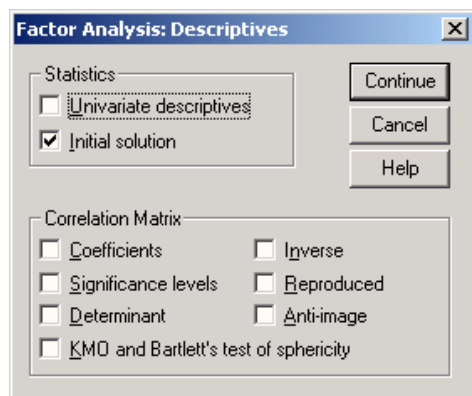 Factor Analysis: Descriptives
Statistics
Univariate descriptives
Initial solution
Continue
Cancel
Help
Correlation Matrix
Coefficients
Inverse
Significance levels
Reproduced
Determinant
Anti-image
KMO and Bartlett's test of sphericity